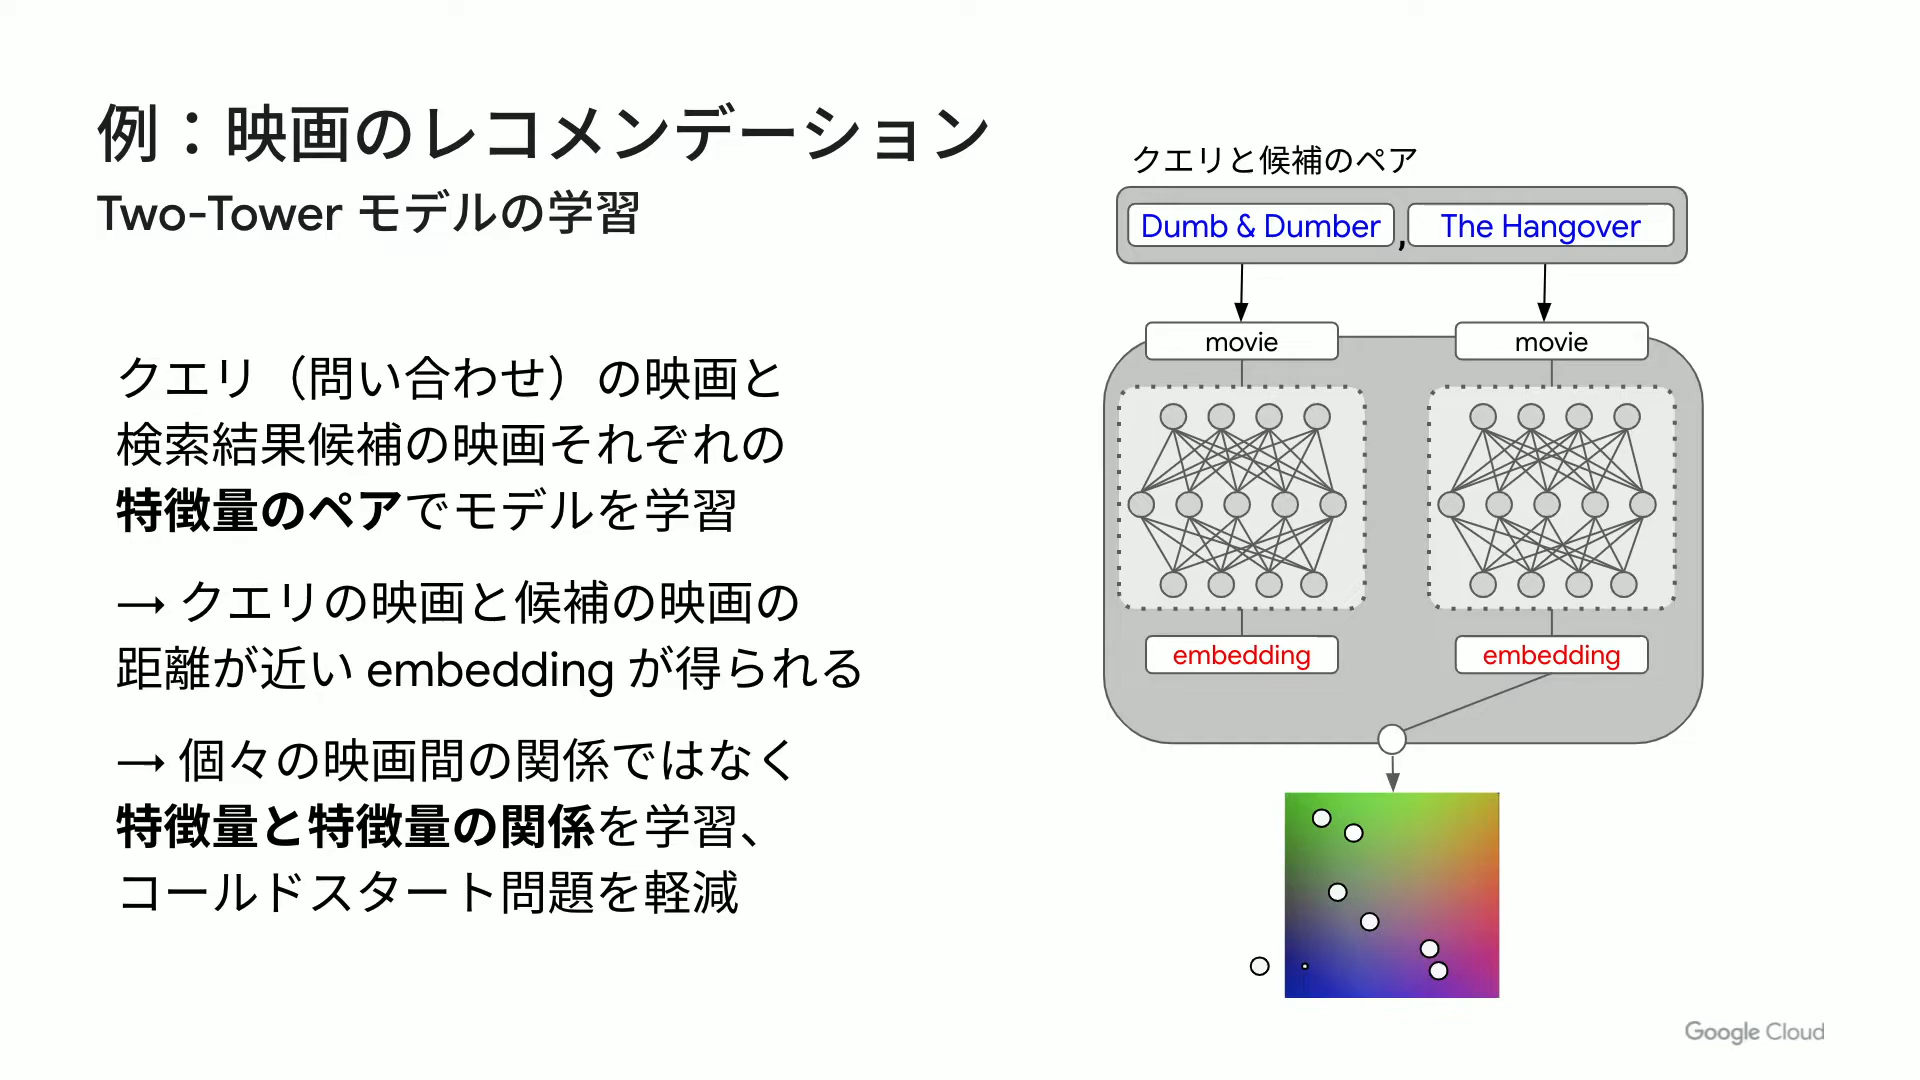 例：映画のレコメンデーション
Two-Tower モデルの学習
クエリ（問い合わせ）の映画と
検索結果候補の映画それぞれの
特徴量のペアでモデルを学習
→ クエリの映画と候補の映画の
距離が近い embedding が得られる
→ 個々の映画間の関係ではなく
特徴量と特徴量の関係を学習、
コールドスタート問題を軽減
クエリと候補のペア
Dumb & Dumber , The Hangover
movie movie
embedding embedding
Google Cloud